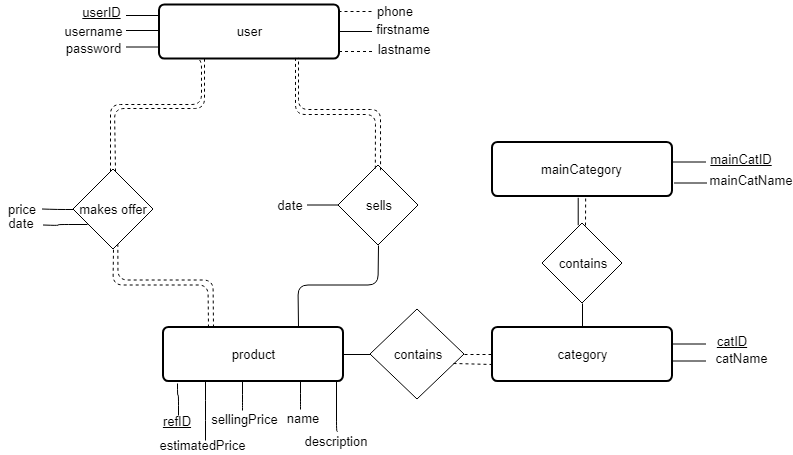 userID
username
password
user
phone
firstname
lastname
makes offer
price
date
date
sells
mainCategory
mainCatID
mainCatName
contains
product
contains
category
catID
catName
refID
sellingPrice
name
estimatedPrice
description